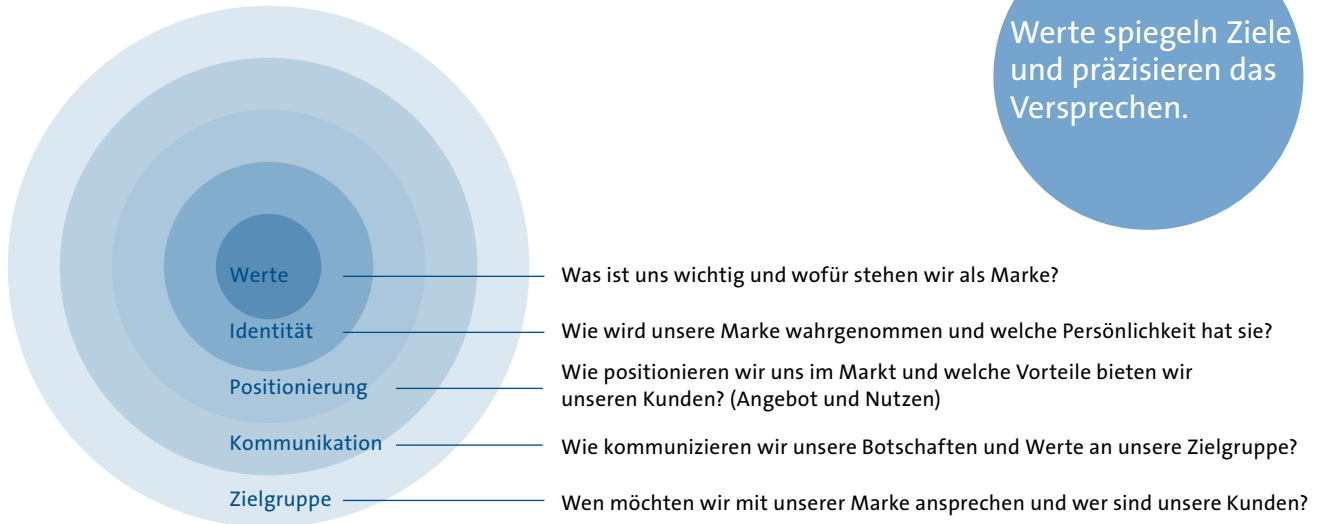 Werte spiegeln Ziele
und präzisieren das
Versprechen.
Werte
Was ist uns wichtig und wofür stehen wir als Marke?
Identität
Wie wird unsere Marke wahrgenommen und welche Persönlichkeit hat sie?
Positionierung
Wie positionieren wir uns im Markt und welche Vorteile bieten wir
unseren Kunden? (Angebot und Nutzen)
Kommunikation
Wie kommunizieren wir unsere Botschaften und Werte an unsere Zielgruppe?
Zielgruppe
Wen möchten wir mit unserer Marke ansprechen und wer sind unsere Kunden?